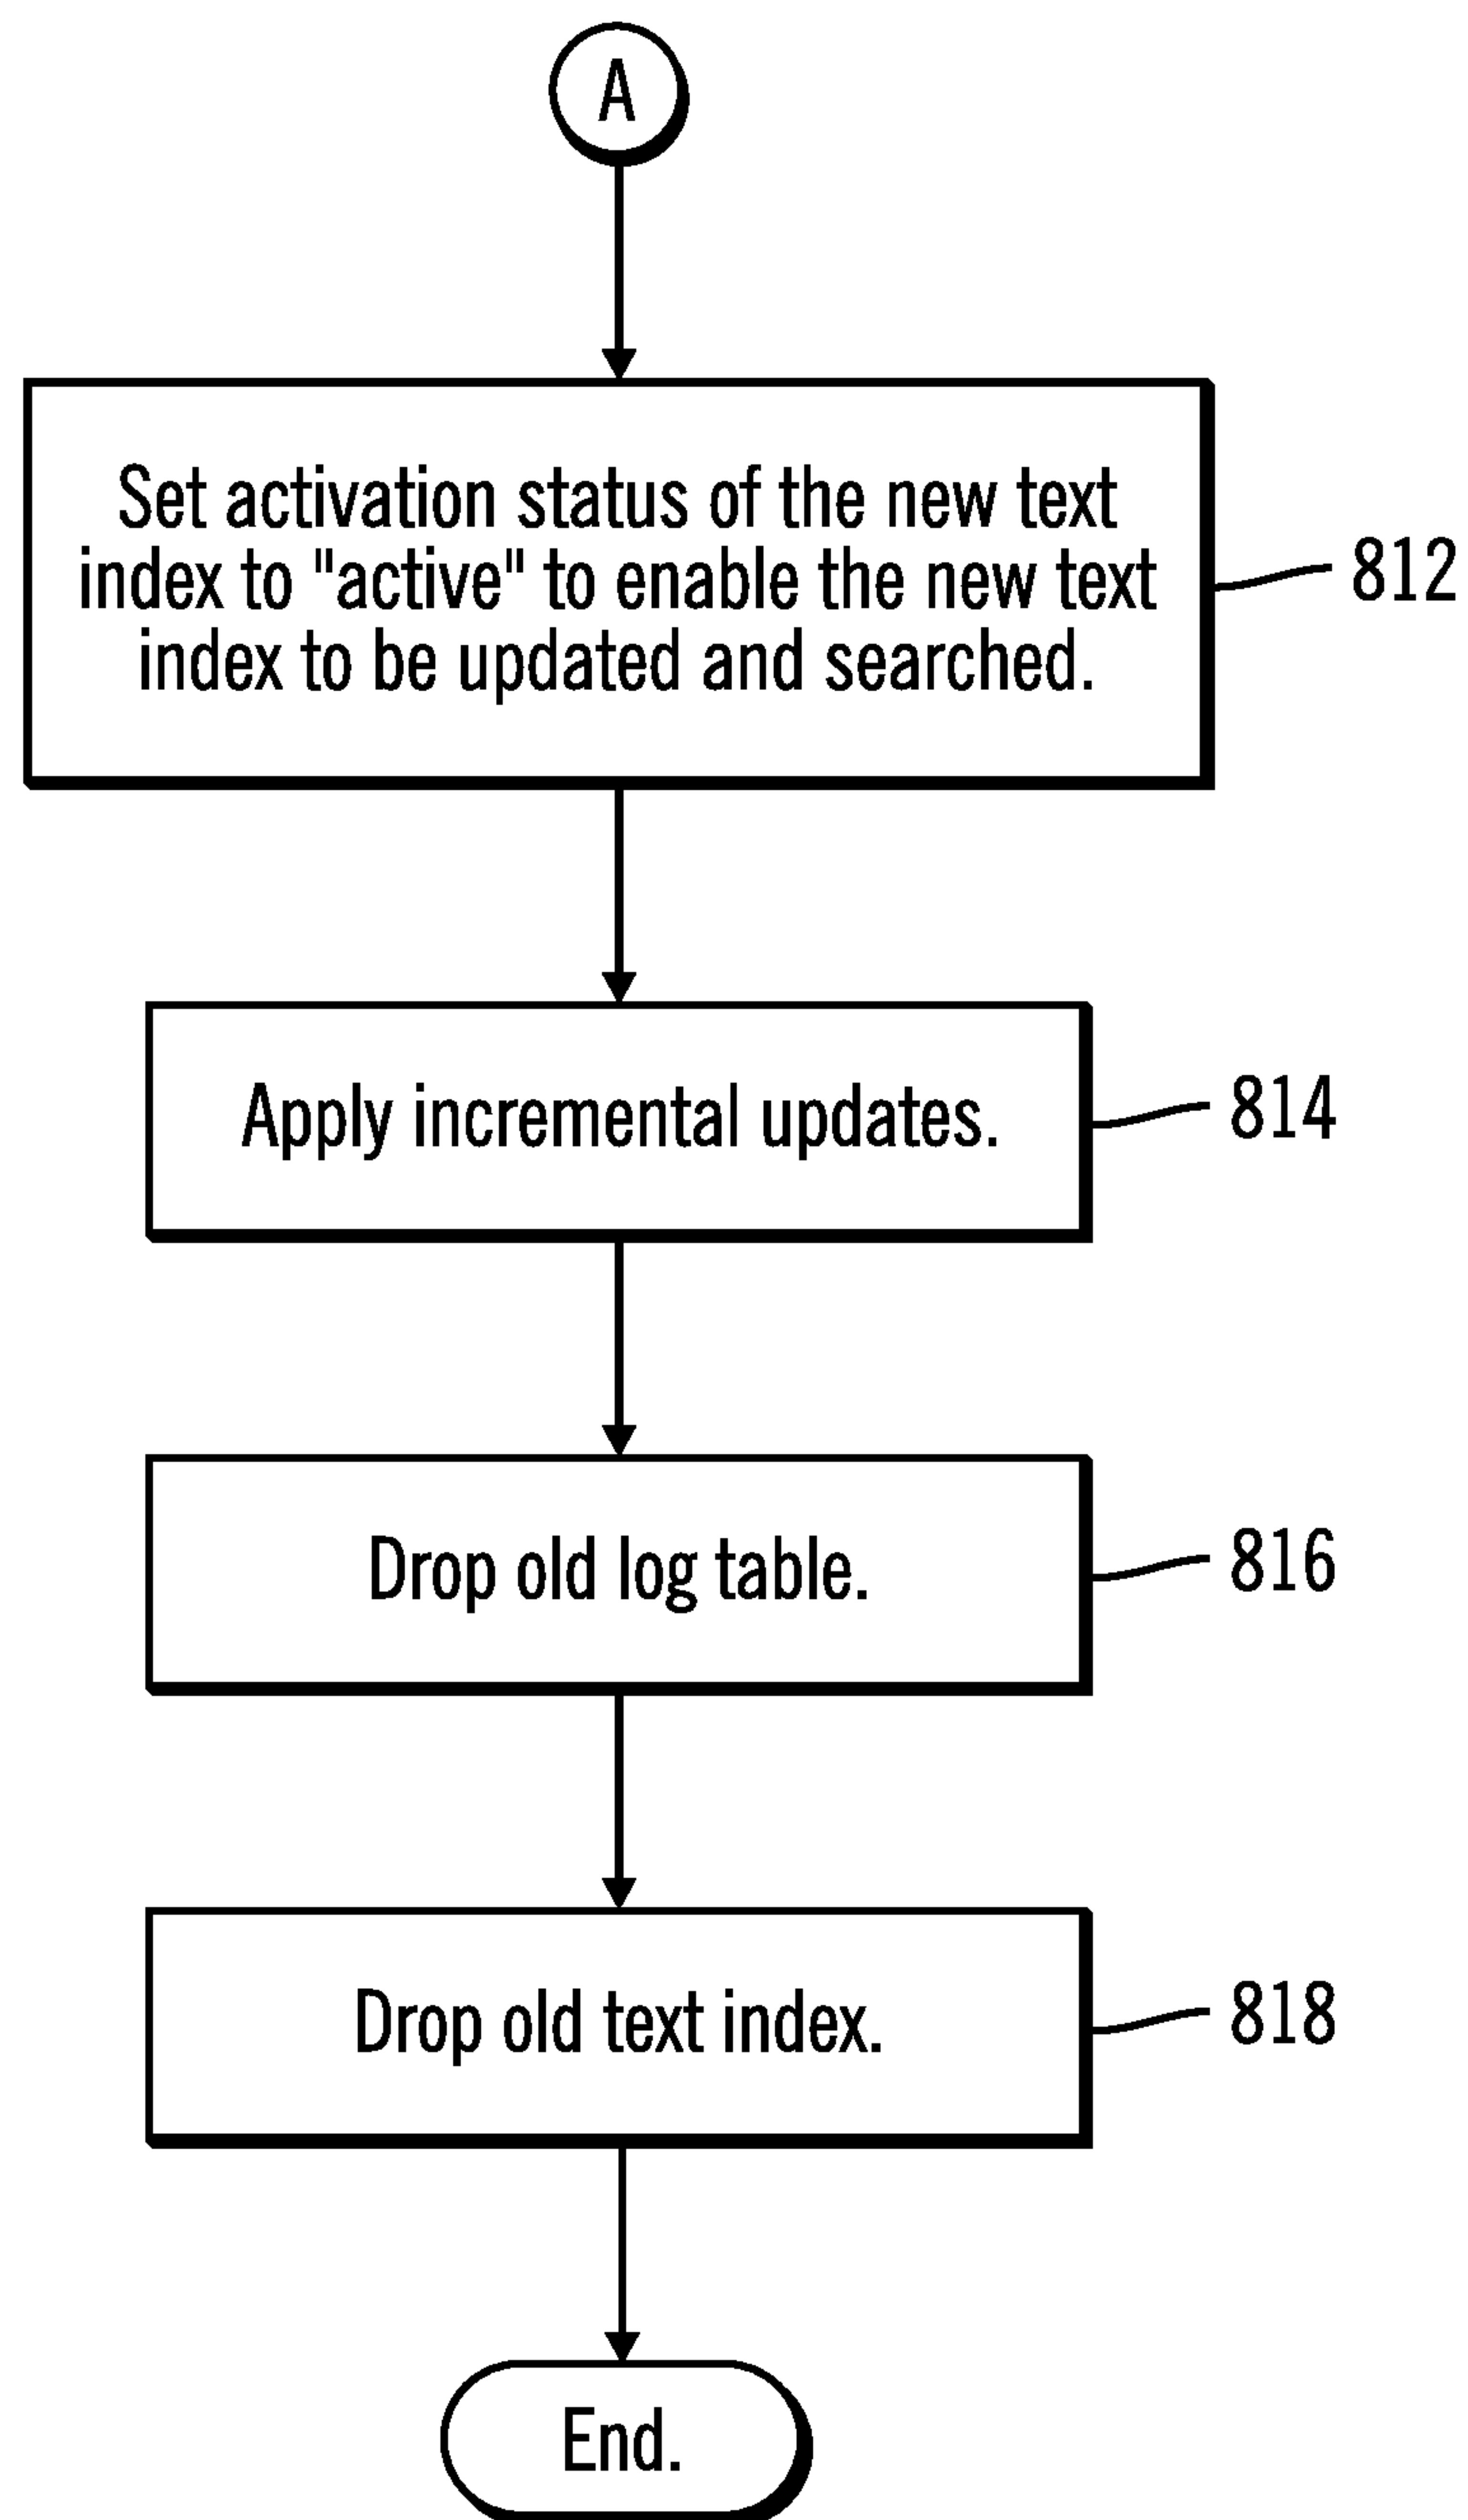 A
Set activation status of the new text
index to "active" to enable the new text
index to be updated and searched.
812
Apply incremental updates.
814
Drop old log table.
816
Drop old text index.
818
End.